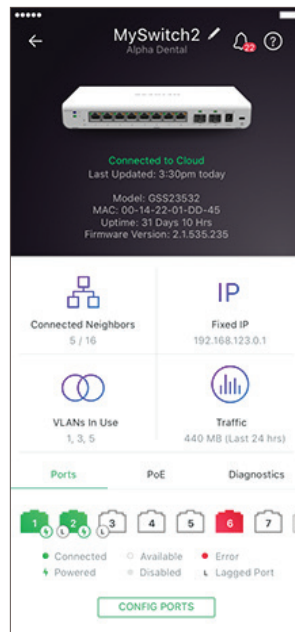 MySwitch2
22
?
Alpha Dental
NETGEAR
Connected to Cloud
Last Updated: 3:30pm today
Model: GSS23532
MAC: 00-14-22-01-DD-45
Uptime: 31 Days 10 Hrs
Firmware Version: 2.1.535.235
IP
Connected Neighbors
Fixed IP
5 / 16
192.168.123.0.1
VLANs In Use
Traffic
1, 3, 5
440 MB (Last 24 hrs)
Ports PoE Diagnostics
1 2 3 4 5 6 7
L L
Connected Available Error
Powered Disabled L Lagged Port
CONFIG PORTS